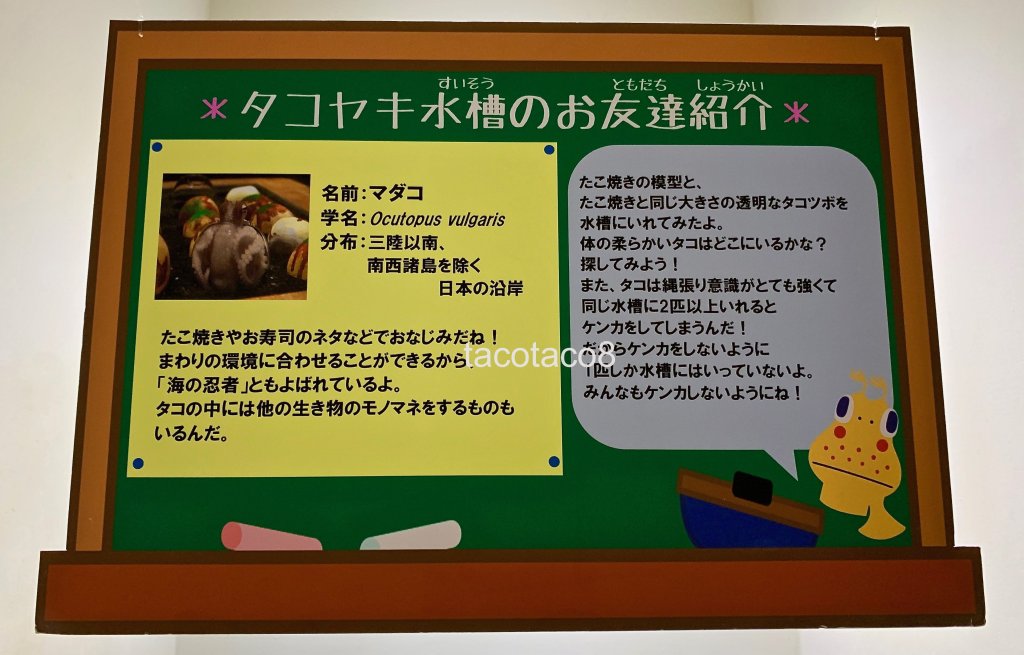 すいそう ともだち しょうかい
*タコヤキ水槽のお友達紹介*
名前：マダコ
学名：Ocutopus vulgaris
分布：三陸以南、
南西諸島を除く
日本の沿岸
たこ焼きやお寿司のネタなどでおなじみだね！
まわりの環境に合わせることができるから、
「海の忍者」ともよばれているよ。
タコの中には他の生き物のモノマネをするものも
いるんだ。
たこ焼きの模型と、
たこ焼きと同じ大きさの透明なタコツボを
水槽にいれてみたよ。
体の柔らかいタコはどこにいるかな？
探してみよう！
また、タコは縄張り意識がとても強くて
同じ水槽に2匹以上いれると
ケンカをしてしまうんだ！
だからケンカをしないように
1匹しか水槽にはいっていないよ。
みんなもケンカしないようにね！
tacotaco8